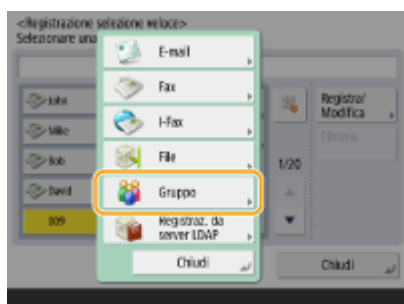 <Registrazione selezione veloce>
Selezionare una
E-mail
Fax
I-Fax
File
Gruppo
Registraz. da
server LDAP
Chiudi
John
Mike
Bob
David
009
1/20
Registra/
Modifica
Elimina
Chiudi